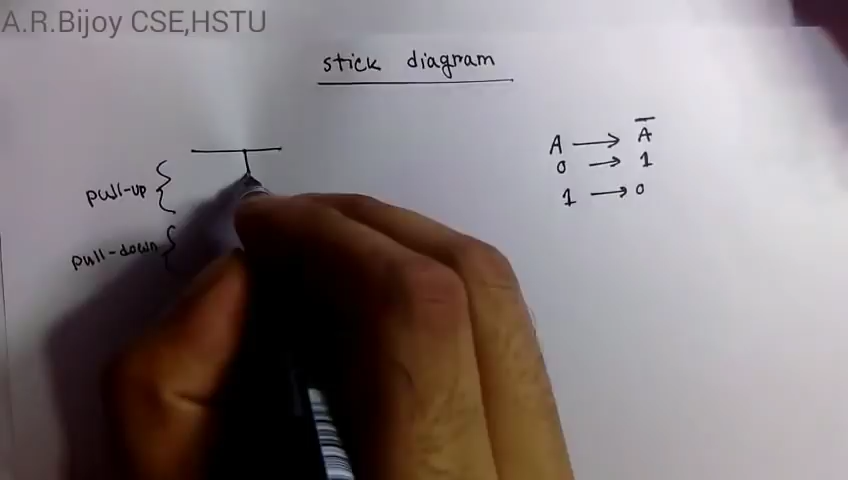 A.R.Bijoy CSE,HSTU
stick diagram
A → A̅
0 → 1
1 → 0
pull-up
pull-down